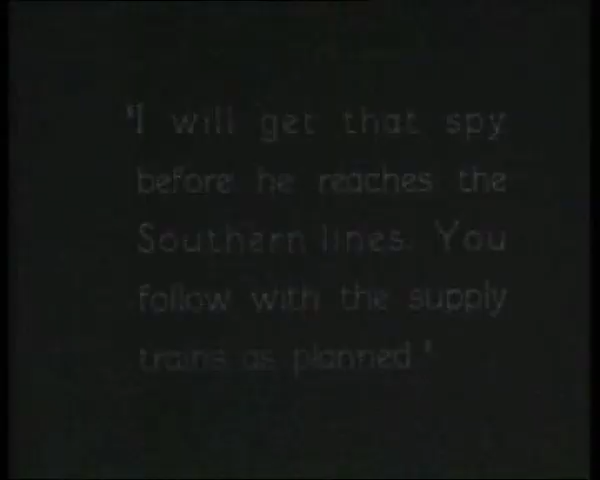 "I will get that spy
before he reaches the
Southern lines. You
follow with the supply
trains as planned."